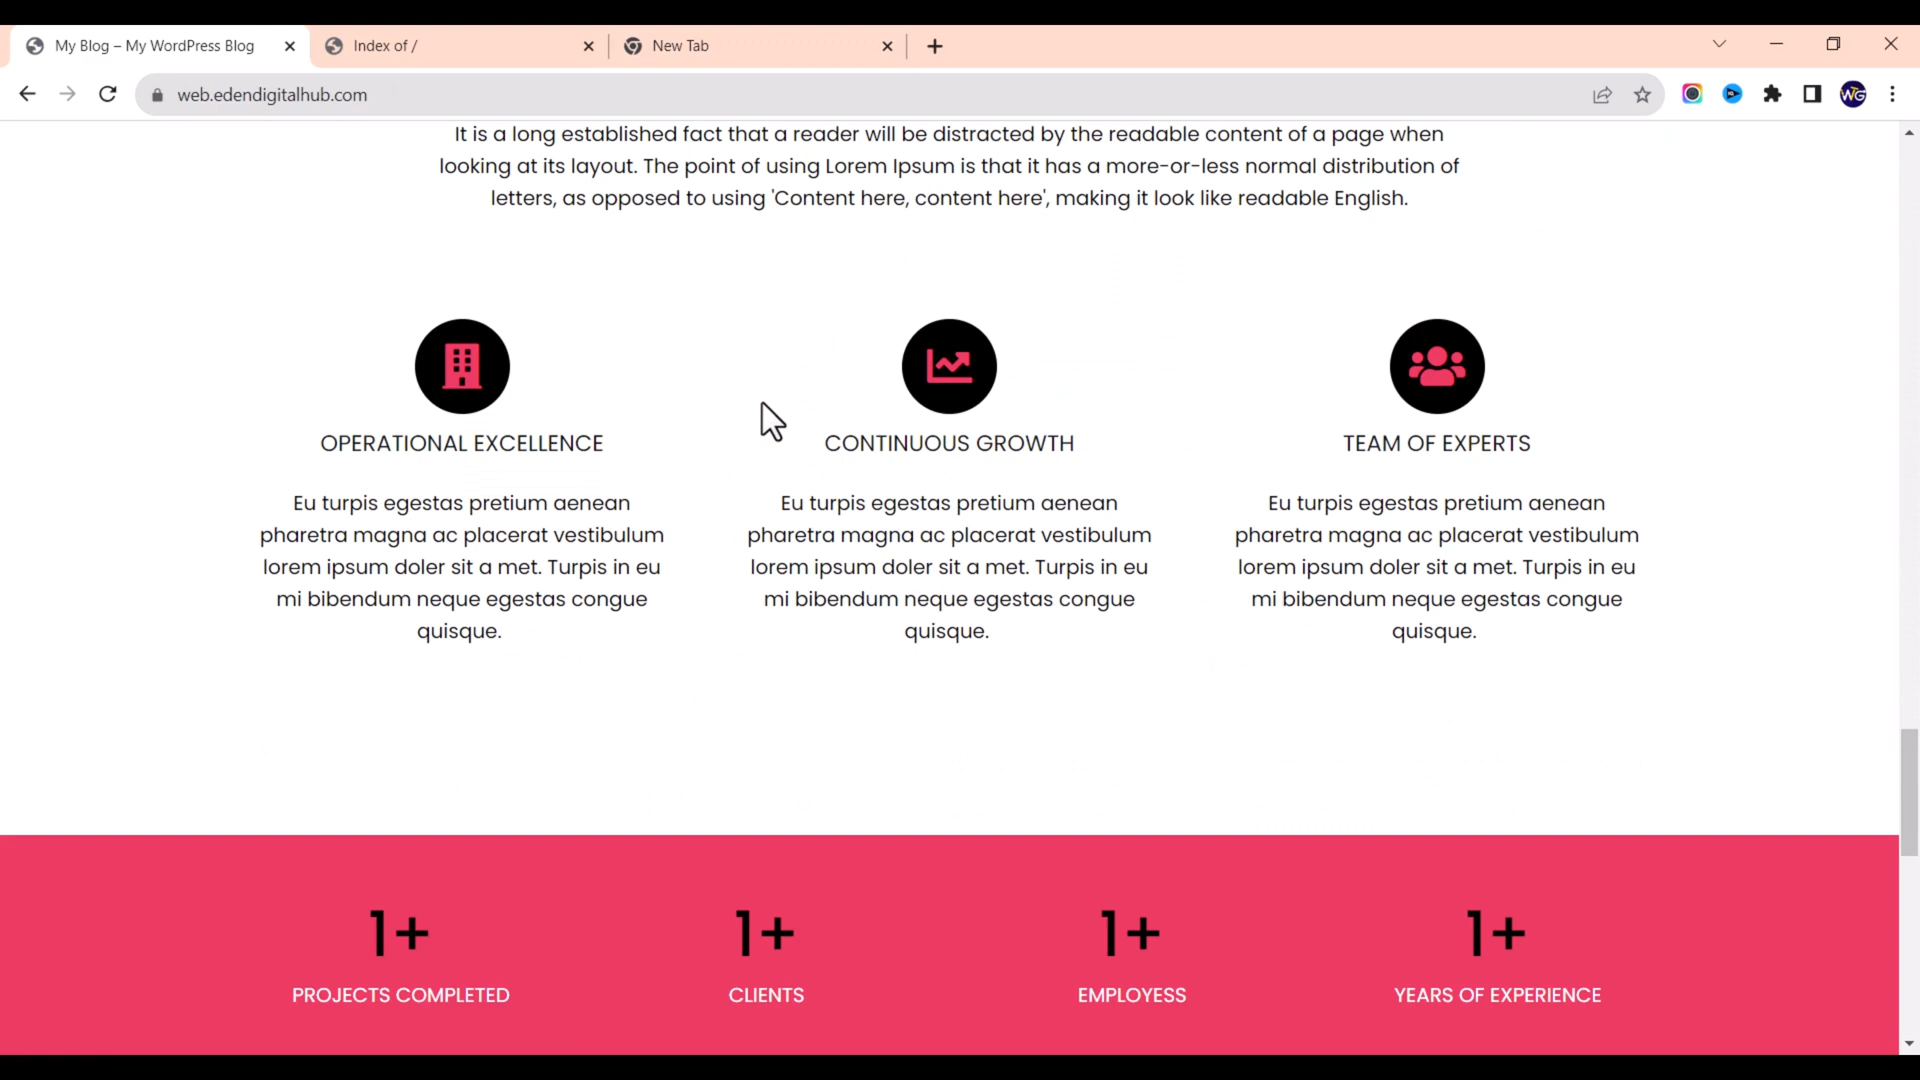 My Blog – My WordPress Blog
Index of /
New Tab
web.edendigitalhub.com
WG
It is a long established fact that a reader will be distracted by the readable content of a page when
looking at its layout. The point of using Lorem Ipsum is that it has a more-or-less normal distribution of
letters, as opposed to using 'Content here, content here', making it look like readable English.
OPERATIONAL EXCELLENCE
Eu turpis egestas pretium aenean
pharetra magna ac placerat vestibulum
lorem ipsum doler sit a met. Turpis in eu
mi bibendum neque egestas congue
quisque.
CONTINUOUS GROWTH
Eu turpis egestas pretium aenean
pharetra magna ac placerat vestibulum
lorem ipsum doler sit a met. Turpis in eu
mi bibendum neque egestas congue
quisque.
TEAM OF EXPERTS
Eu turpis egestas pretium aenean
pharetra magna ac placerat vestibulum
lorem ipsum doler sit a met. Turpis in eu
mi bibendum neque egestas congue
quisque.
1+
PROJECTS COMPLETED
1+
CLIENTS
1+
EMPLOYESS
1+
YEARS OF EXPERIENCE